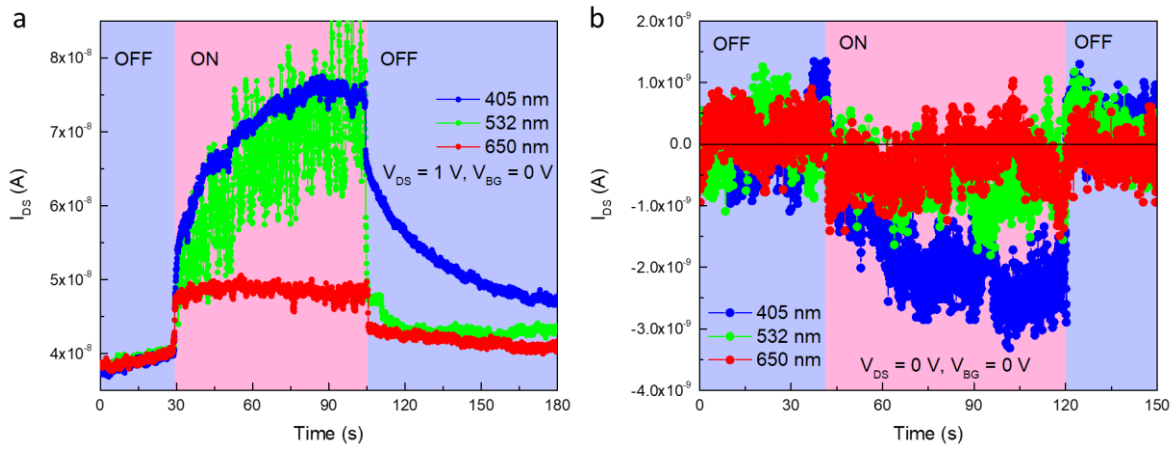 a
OFF
ON
OFF
405 nm
532 nm
650 nm
V_DS = 1 V, V_BG = 0 V
8x10⁻⁸
7x10⁻⁸
6x10⁻⁸
5x10⁻⁸
4x10⁻⁸
I_DS (A)
0 30 60 90 120 150 180
Time (s)
b
OFF
ON
OFF
2.0x10⁻⁹
1.0x10⁻⁹
0.0
-1.0x10⁻⁹
-2.0x10⁻⁹
-3.0x10⁻⁹
-4.0x10⁻⁹
I_DS (A)
405 nm
532 nm
650 nm
V_DS = 0 V, V_BG = 0 V
0 30 60 90 120 150
Time (s)